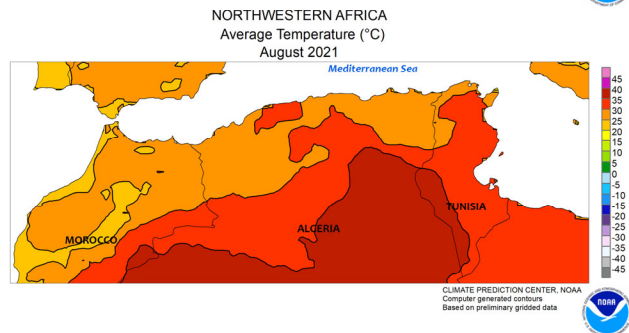 NORTHWESTERN AFRICA
Average Temperature (°C)
August 2021
Mediterranean Sea
45
40
35
30
25
20
15
10
5
0
-5
-10
-15
-20
-25
-30
-35
-40
-45
TUNISIA
ALGERIA
MOROCCO
CLIMATE PREDICTION CENTER, NOAA
Computer generated contours
Based on preliminary gridded data
NOAA